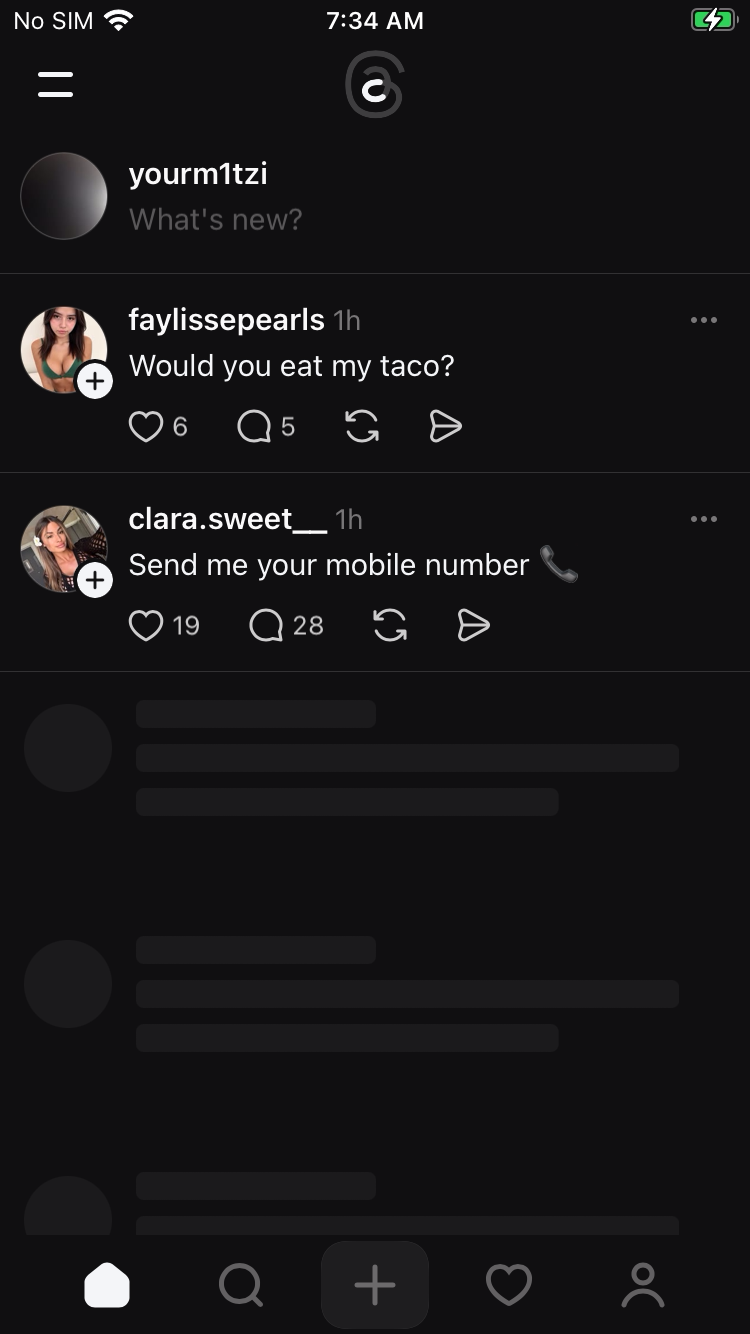 No SIM 7:34 AM
yourm1tzi
What's new?
faylissepearls 1h
Would you eat my taco?
6 5
clara.sweet__ 1h
Send me your mobile number 📞
19 28